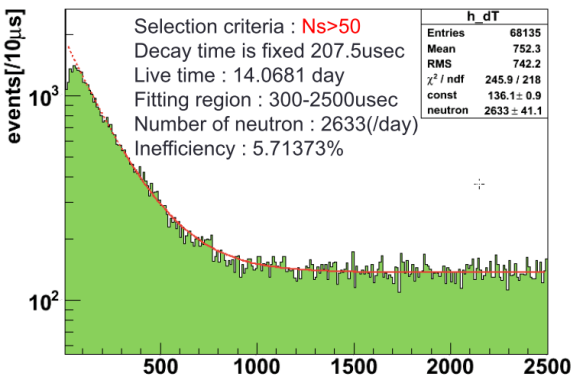 h_dT
Entries 68135
Mean 752.3
RMS 742.2
χ² / ndf 245.9 / 218
const 136.1± 0.9
neutron 2633 ± 41.1
Selection criteria : Ns>50
Decay time is fixed 207.5usec
Live time : 14.0681 day
Fitting region : 300-2500usec
Number of neutron : 2633(/day)
Inefficiency : 5.71373%
events[/10μs]
10³
10²
500 1000 1500 2000 2500